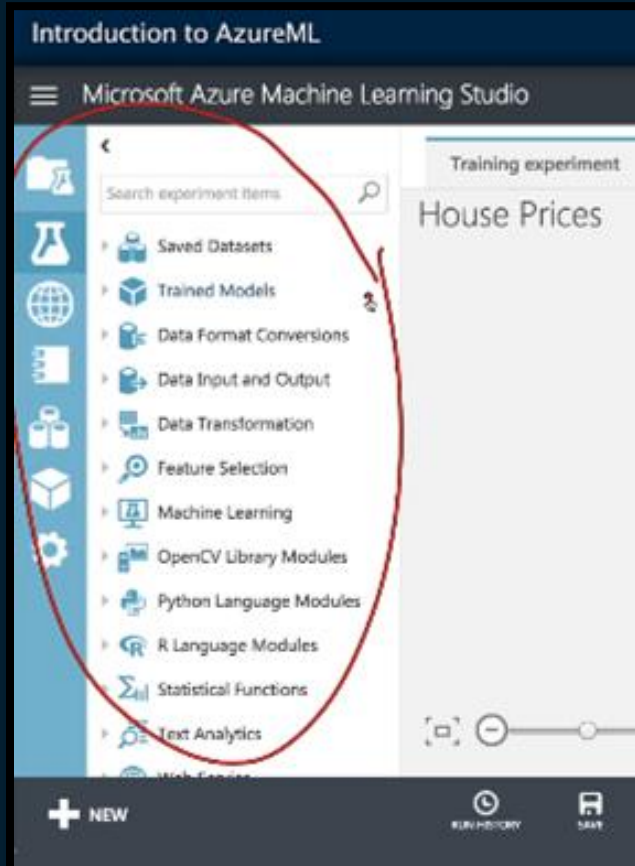 Introduction to AzureML
Microsoft Azure Machine Learning Studio
Search experiment items
Saved Datasets
Trained Models
Data Format Conversions
Data Input and Output
Data Transformation
Feature Selection
Machine Learning
OpenCV Library Modules
Python Language Modules
R Language Modules
Statistical Functions
Text Analytics
Web Service
Training experiment
House Prices
NEW
RUN HISTORY
SAVE